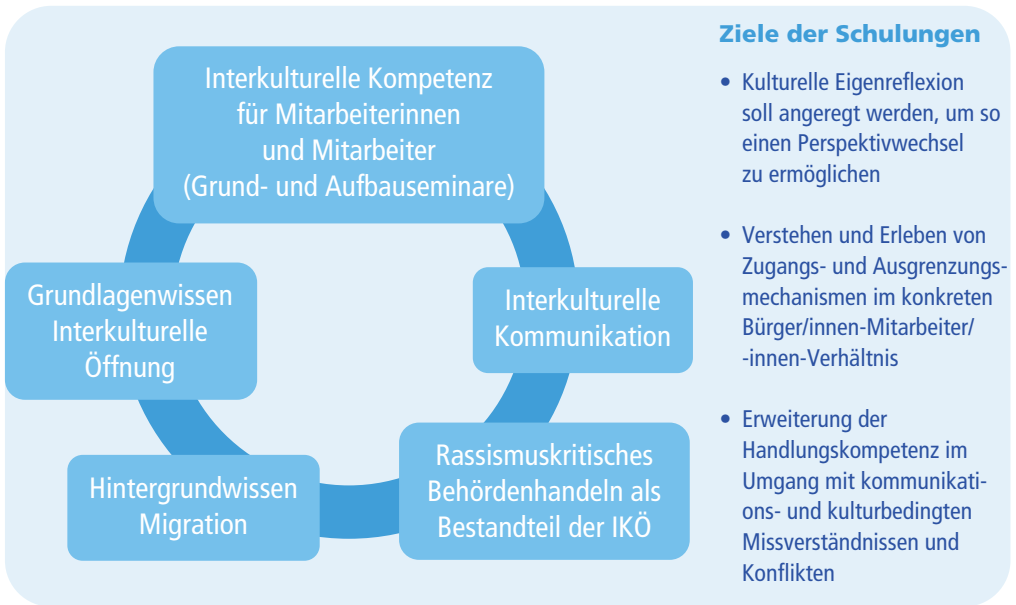 Interkulturelle Kompetenz
für Mitarbeiterinnen
und Mitarbeiter
(Grund- und Aufbauseminare)
Interkulturelle
Kommunikation
Rassismuskritisches
Behördenhandeln als
Bestandteil der IKÖ
Hintergrundwissen
Migration
Grundlagenwissen
Interkulturelle
Öffnung
Ziele der Schulungen
• Kulturelle Eigenreflexion
soll angeregt werden, um so
einen Perspektivwechsel
zu ermöglichen
• Verstehen und Erleben von
Zugangs- und Ausgrenzungs-
mechanismen im konkreten
Bürger/innen-Mitarbeiter/
-innen-Verhältnis
• Erweiterung der
Handlungskompetenz im
Umgang mit kommunikati-
ons- und kulturbedingten
Missverständnissen und
Konflikten